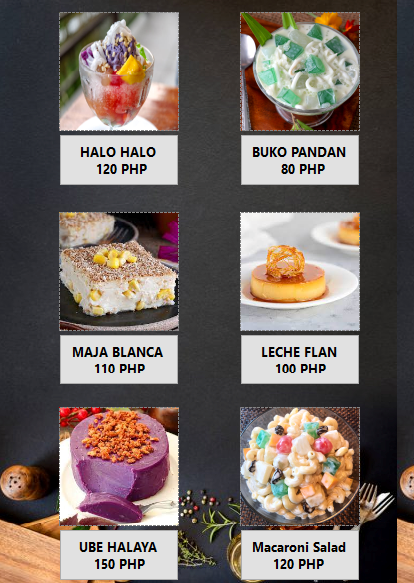 HALO HALO
120 PHP
BUKO PANDAN
80 PHP
MAJA BLANCA
110 PHP
LECHE FLAN
100 PHP
UBE HALAYA
150 PHP
Macaroni Salad
120 PHP